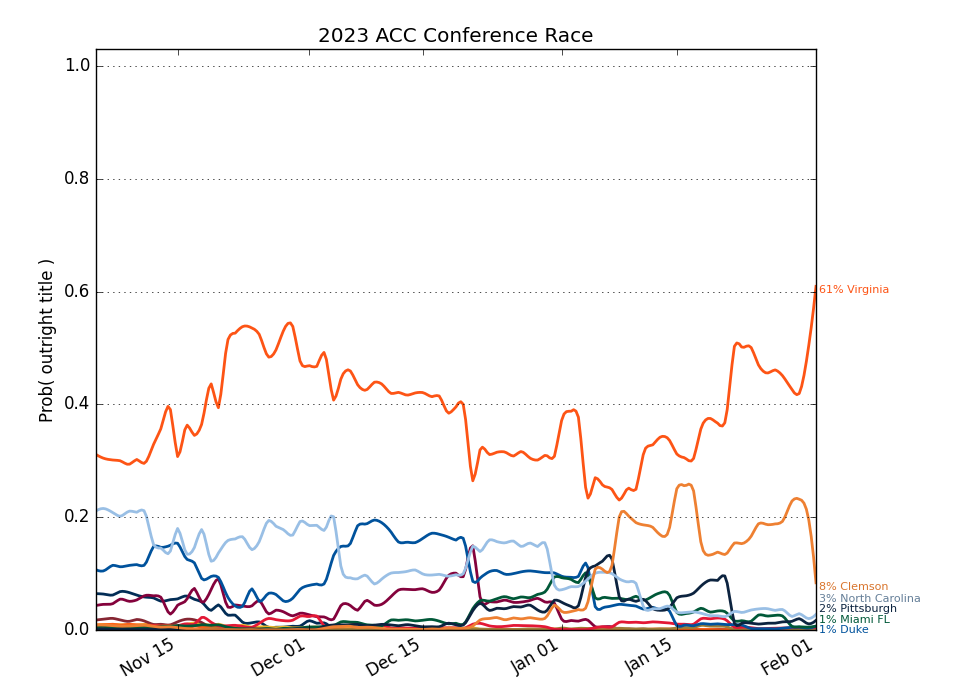 2023 ACC Conference Race
1.0
0.8
0.6
0.4
0.2
0.0
Prob( outright title )
61% Virginia
8% Clemson
3% North Carolina
2% Pittsburgh
1% Miami FL
1% Duke
Nov 15
Dec 01
Dec 15
Jan 01
Jan 15
Feb 01